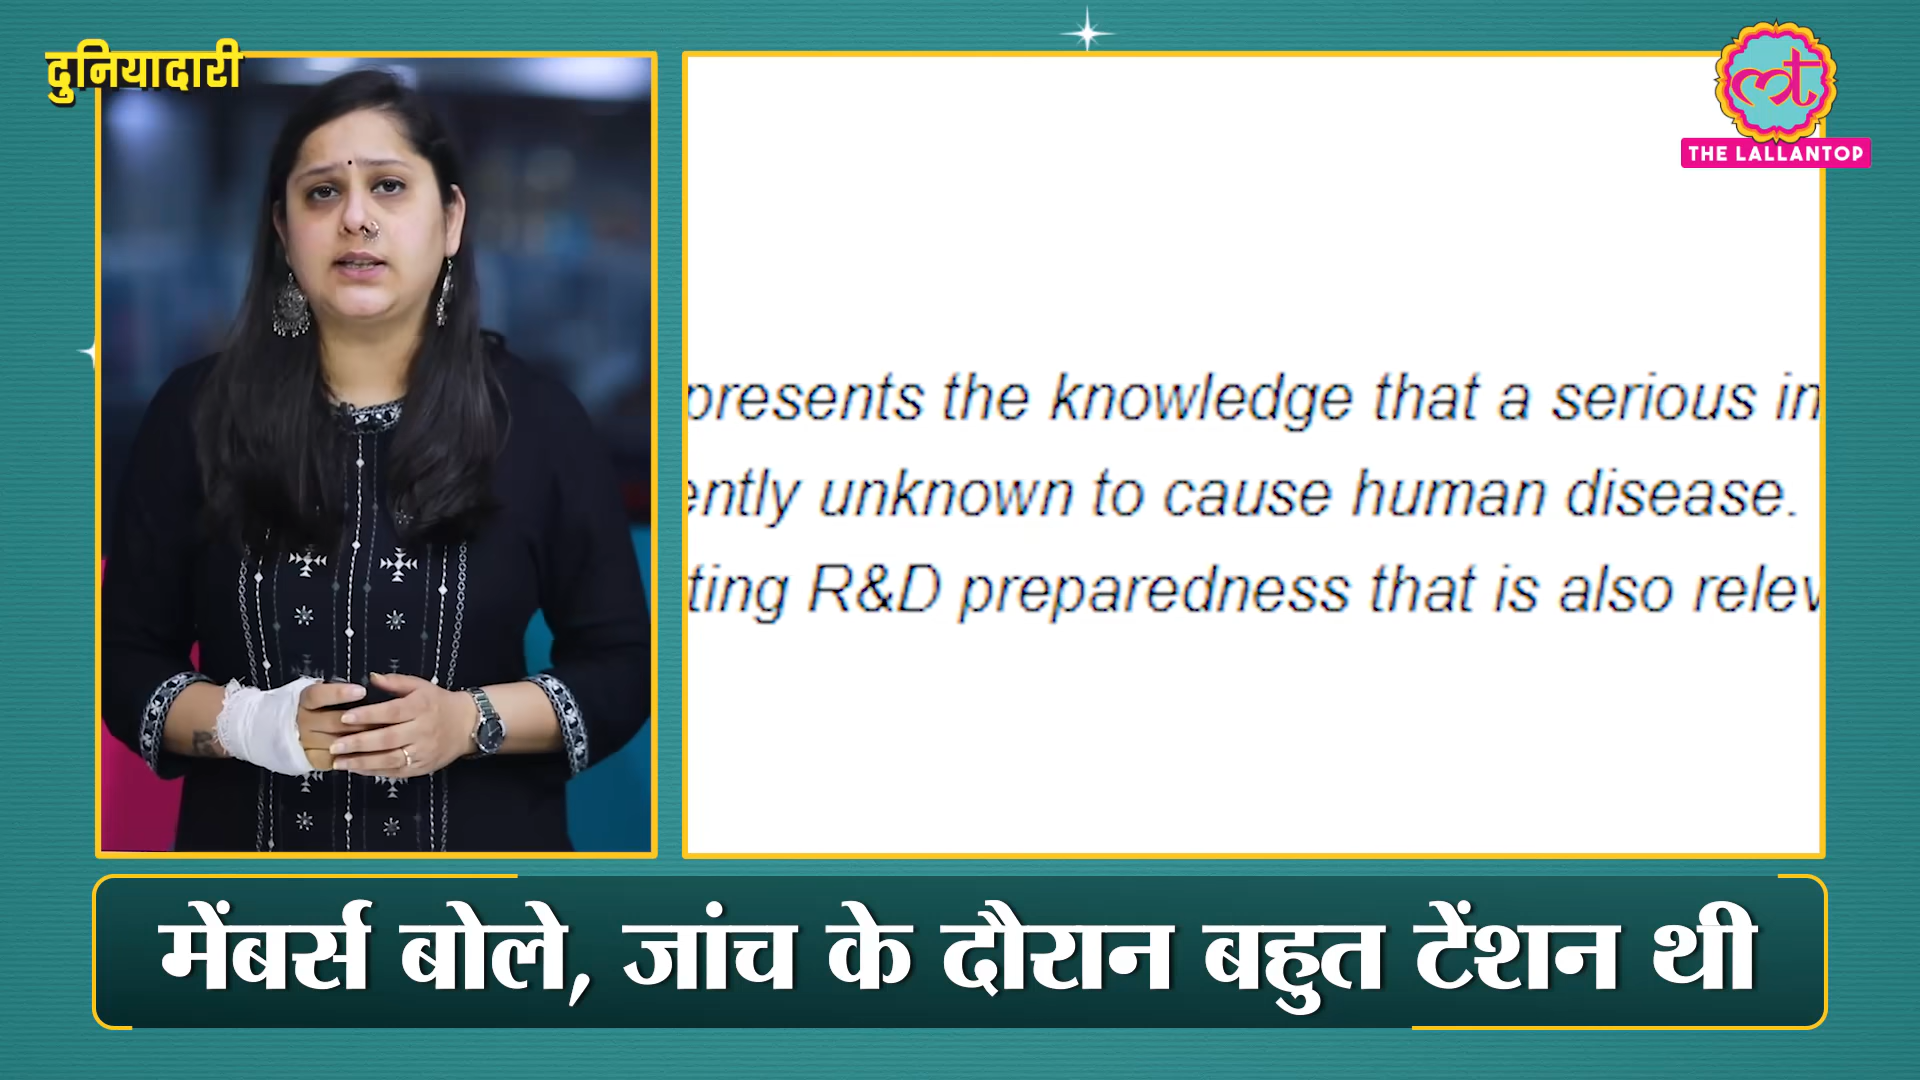 दुनियादारी
THE LALLANTOP
presents the knowledge that a serious in
ently unknown to cause human disease.
ting R&D preparedness that is also relev
मेंबर्स बोले, जांच के दौरान बहुत टेंशन थी